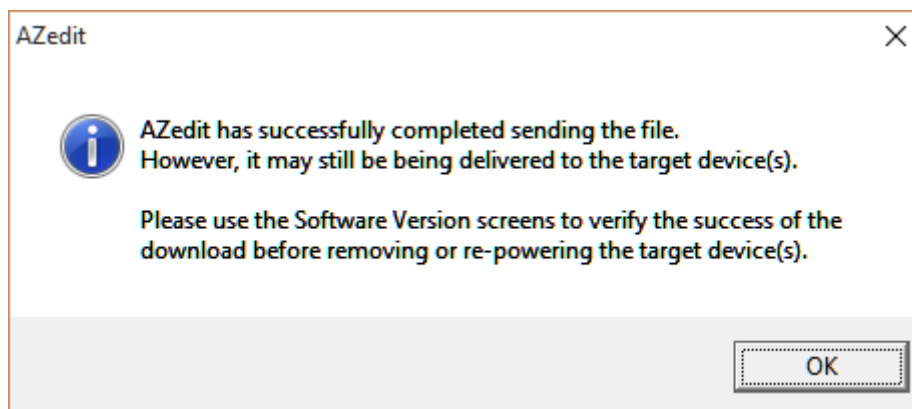 AZedit
AZedit has successfully completed sending the file.
However, it may still be being delivered to the target device(s).
Please use the Software Version screens to verify the success of the
download before removing or re-powering the target device(s).
OK